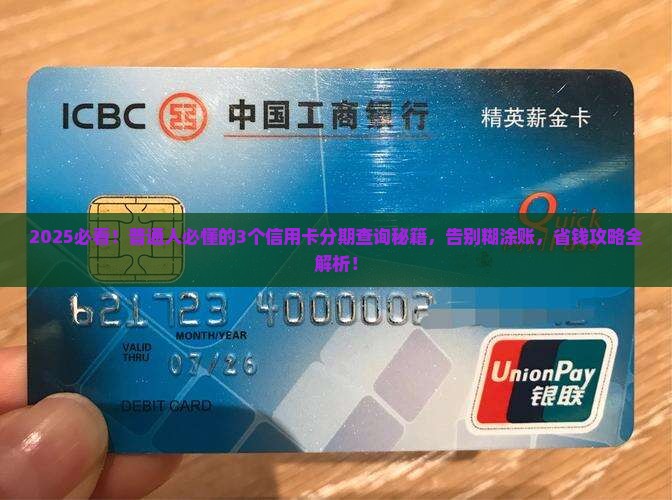 ICBC 中国工商银行 精英薪金卡
Quick
2025必看！普通人必懂的3个信用卡分期查询秘籍，告别糊涂账，省钱攻略全
解析！
MONTH/YEAR
VALID
THRU
07/26
DEBIT CARD
UnionPay
银联